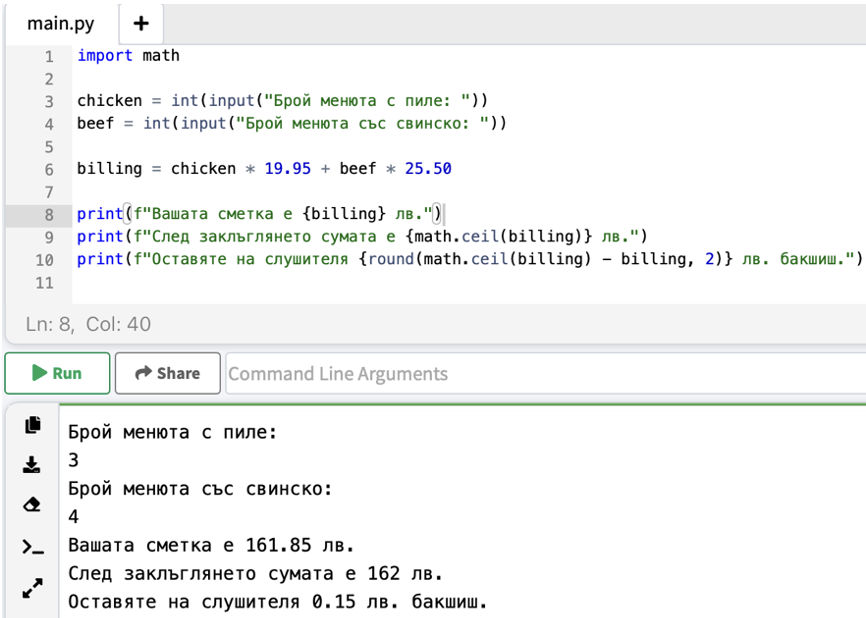 main.py +
1 import math
2
3 chicken = int(input("Брой менюта с пиле: "))
4 beef = int(input("Брой менюта със свинско: "))
5
6 billing = chicken * 19.95 + beef * 25.50
7
8 print(f"Вашата сметка е {billing} лв.")
9 print(f"След заклъглянето сумата е {math.ceil(billing)} лв.")
10 print(f"Оставяте на слушителя {round(math.ceil(billing) - billing, 2)} лв. бакшиш.")
11
Ln: 8, Col: 40
Run Share Command Line Arguments
Брой менюта с пиле:
3
Брой менюта със свинско:
4
Вашата сметка е 161.85 лв.
След заклъглянето сумата е 162 лв.
Оставяте на слушителя 0.15 лв. бакшиш.